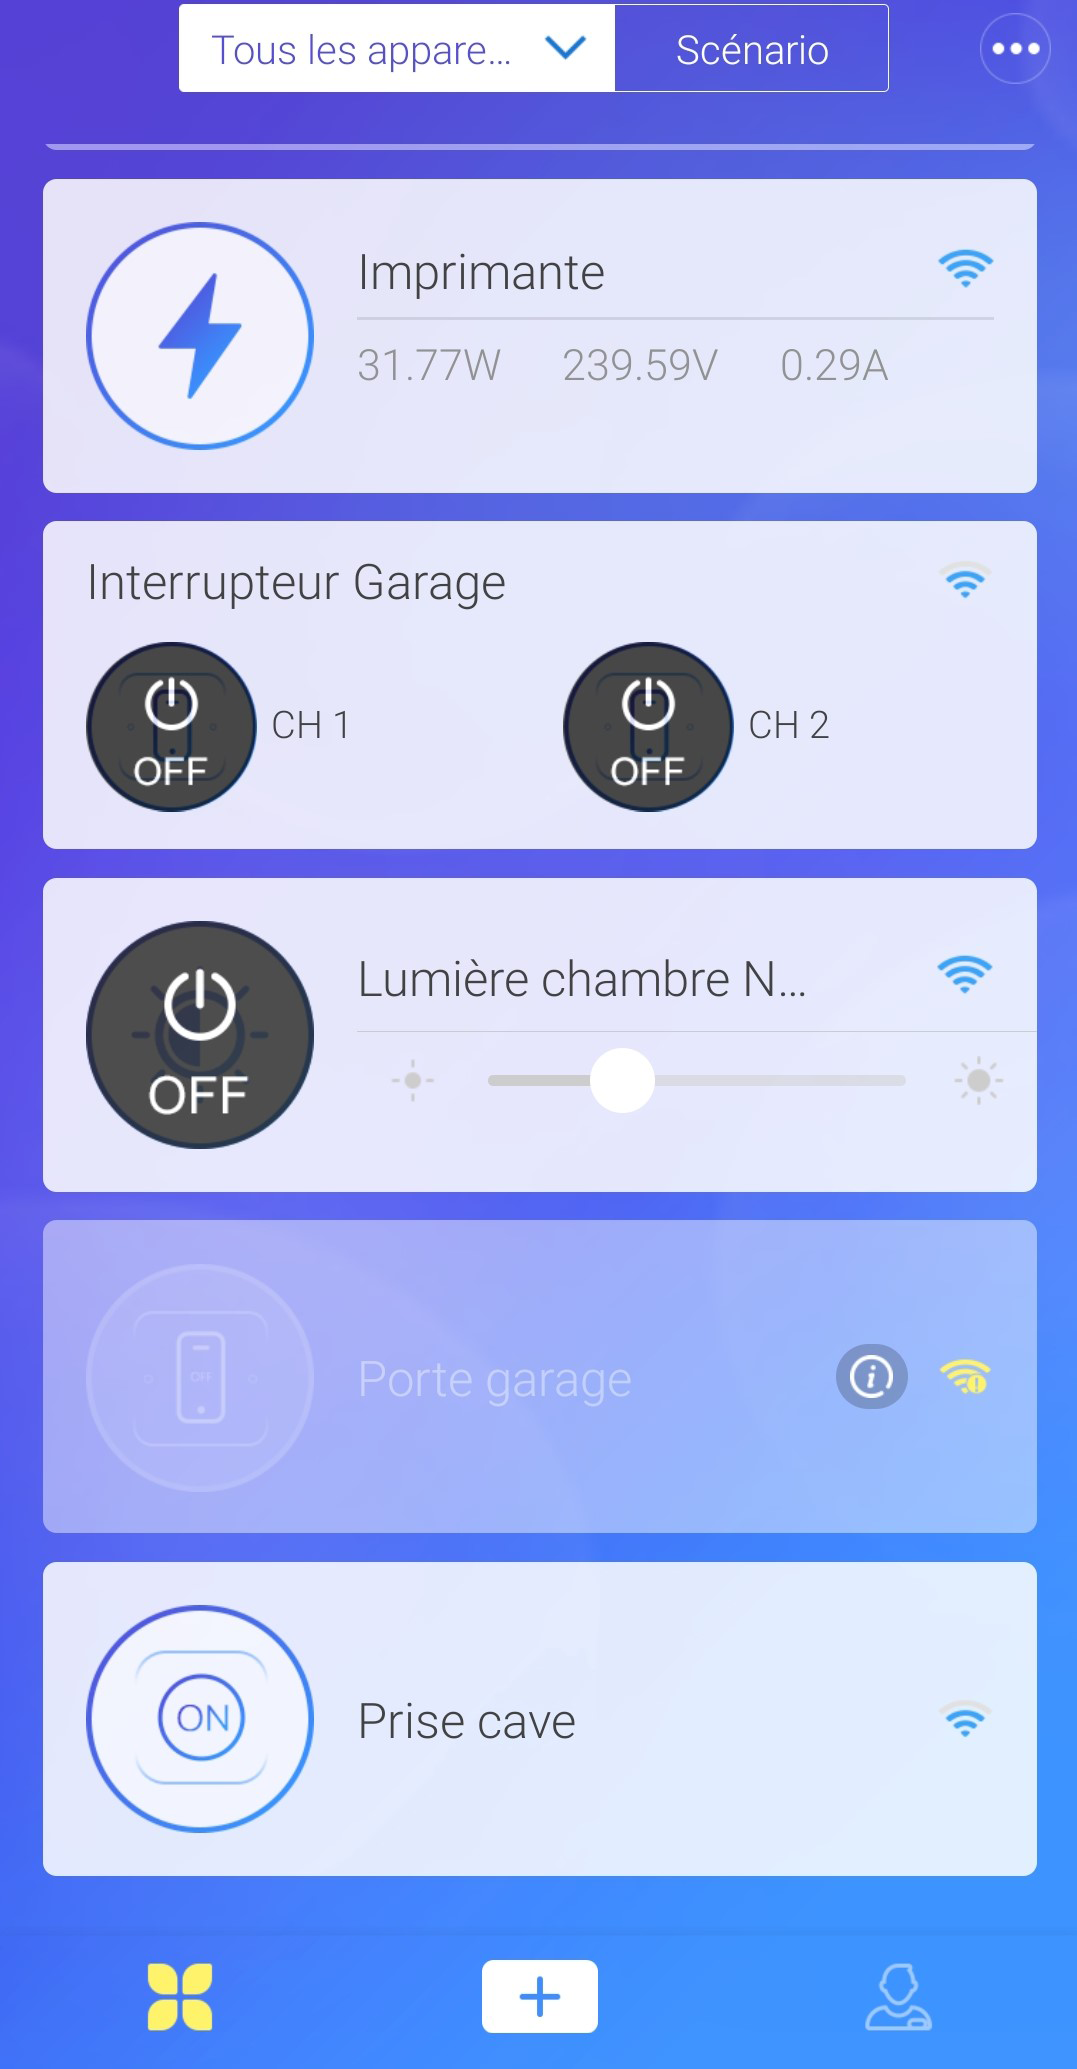 Tous les appare... Scénario
Imprimante
31.77W 239.59V 0.29A
Interrupteur Garage
OFF CH 1 OFF CH 2
Lumière chambre N...
OFF
OFF
Porte garage
ON
Prise cave